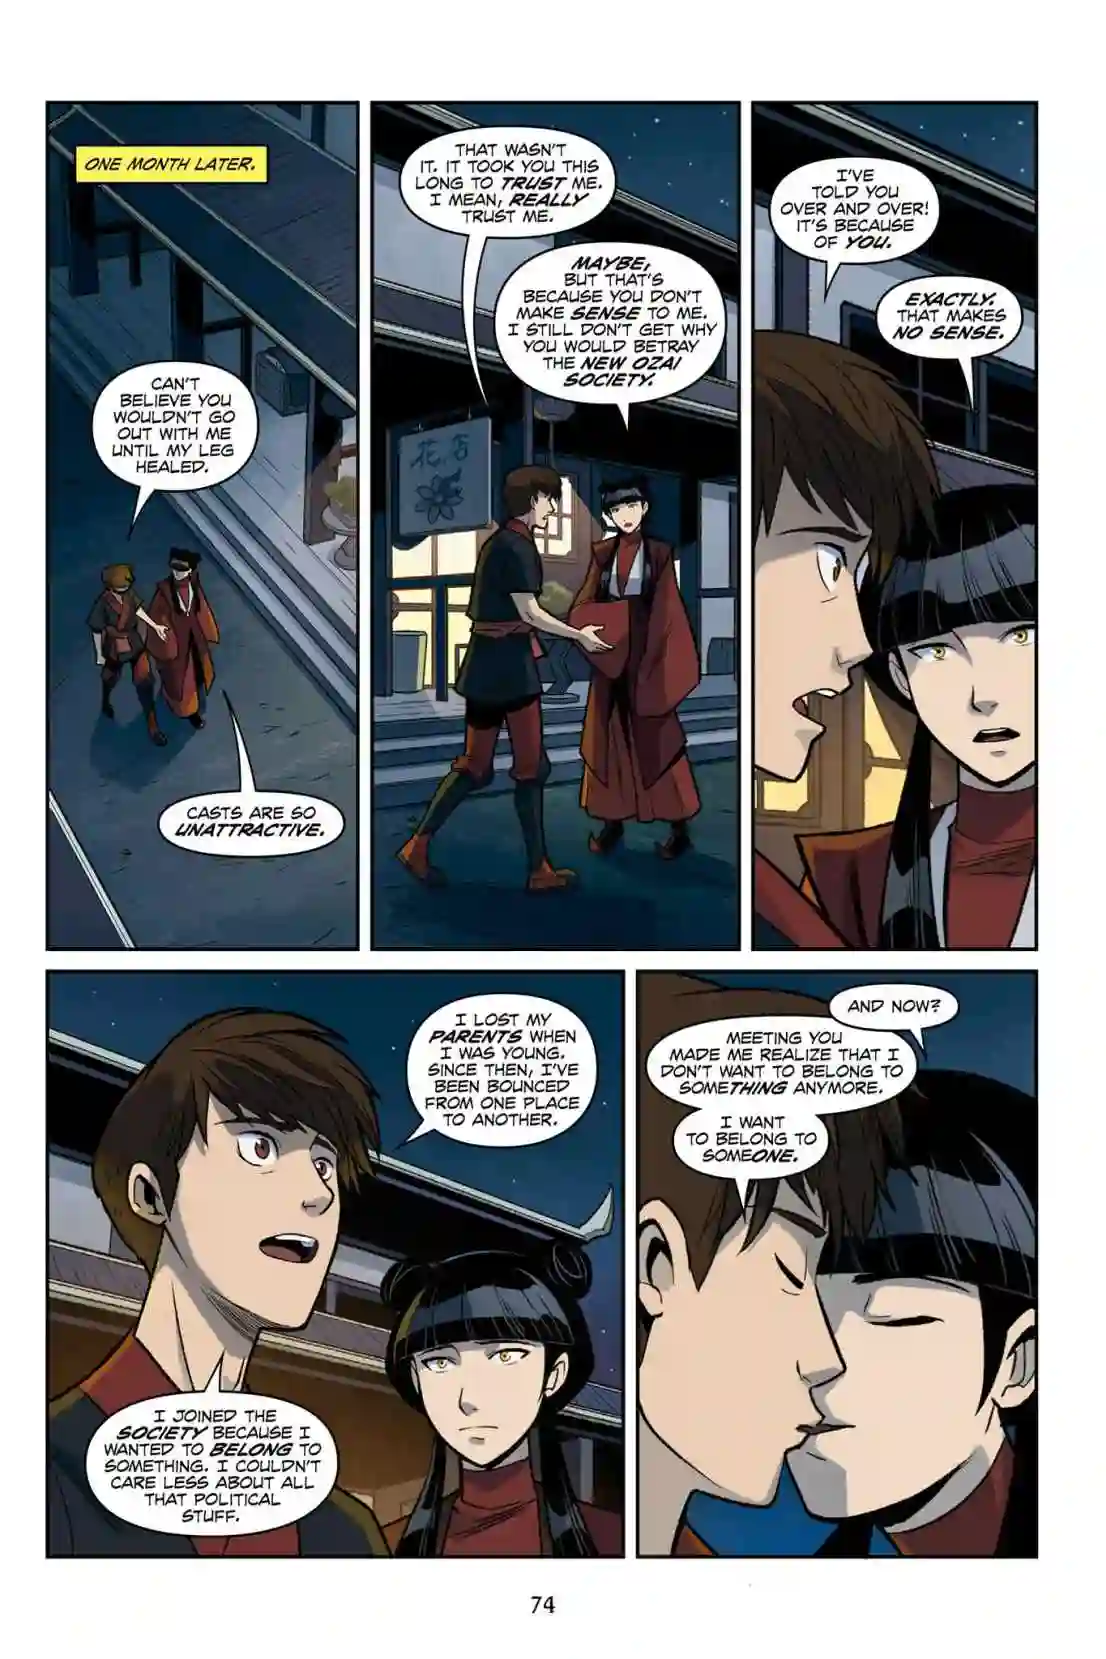 ONE MONTH LATER.
CAN'T
BELIEVE YOU
WOULDN'T GO
OUT WITH ME
UNTIL MY LEG
HEALED.
CASTS ARE SO
UNATTRACTIVE.
THAT WASN'T
IT. IT TOOK YOU THIS
LONG TO TRUST ME.
I MEAN, REALLY
TRUST ME.
MAYBE,
BUT THAT'S
BECAUSE YOU DON'T
MAKE SENSE TO ME.
I STILL DON'T GET WHY
YOU WOULD BETRAY
THE NEW OZAI
SOCIETY.
花店
I'VE
TOLD YOU
OVER AND OVER!
IT'S BECAUSE
OF YOU.
EXACTLY.
THAT MAKES
NO SENSE.
I LOST MY
PARENTS WHEN
I WAS YOUNG.
SINCE THEN, I'VE
BEEN BOUNCED
FROM ONE PLACE
TO ANOTHER.
I JOINED THE
SOCIETY BECAUSE I
WANTED TO BELONG TO
SOMETHING. I COULDN'T
CARE LESS ABOUT ALL
THAT POLITICAL
STUFF.
AND NOW?
MEETING YOU
MADE ME REALIZE THAT I
DON'T WANT TO BELONG TO
SOMETHING ANYMORE.
I WANT
TO BELONG TO
SOMEONE.
74